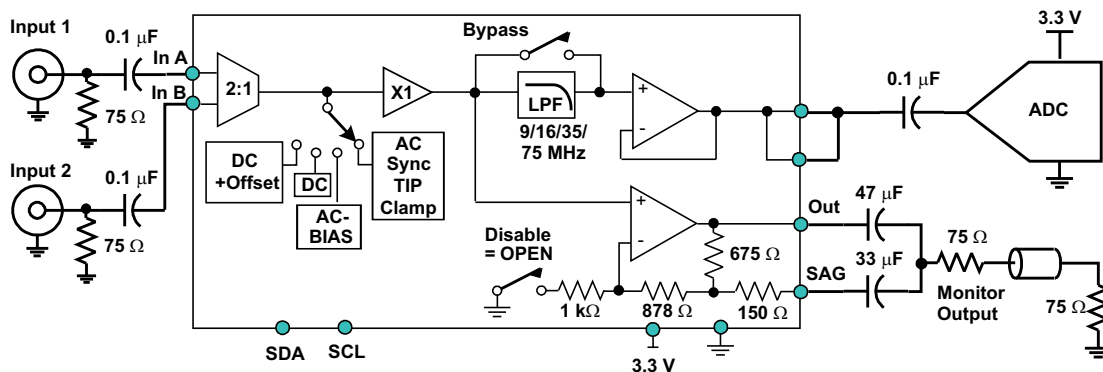 Input 1
0.1 μF
In A
In B
75 Ω
Input 2
0.1 μF
75 Ω
2:1
X1
Bypass
LPF
9/16/35/
75 MHz
+
-
DC
+Offset
DC
AC-
BIAS
AC
Sync
TIP
Clamp
+
-
Disable
= OPEN
1 kΩ
878 Ω
675 Ω
150 Ω
SDA
SCL
3.3 V
0.1 μF
3.3 V
ADC
Out
47 μF
SAG
33 μF
75 Ω
Monitor
Output
75 Ω